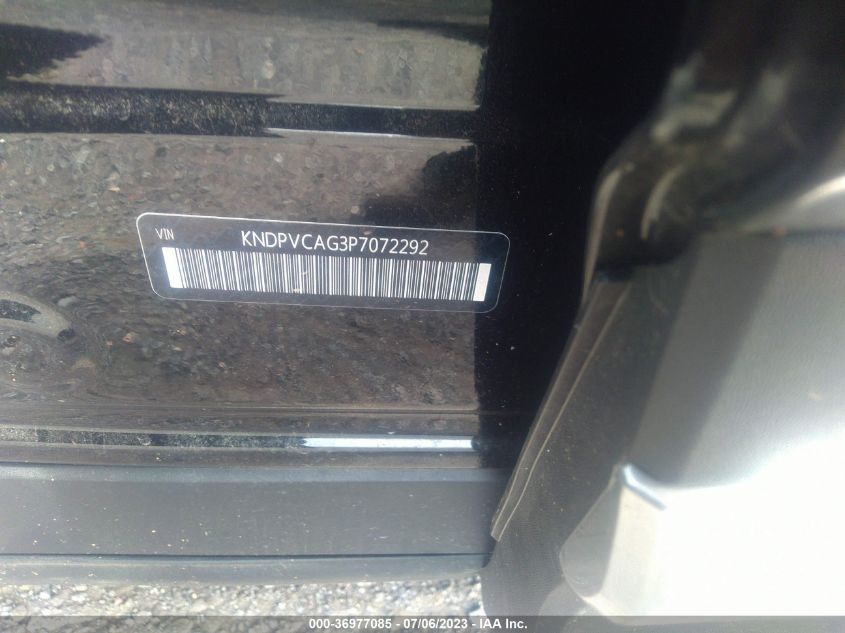 VIN
KNDPVCAG3P7072292
000-36977085 - 07/06/2023 - IAA Inc.